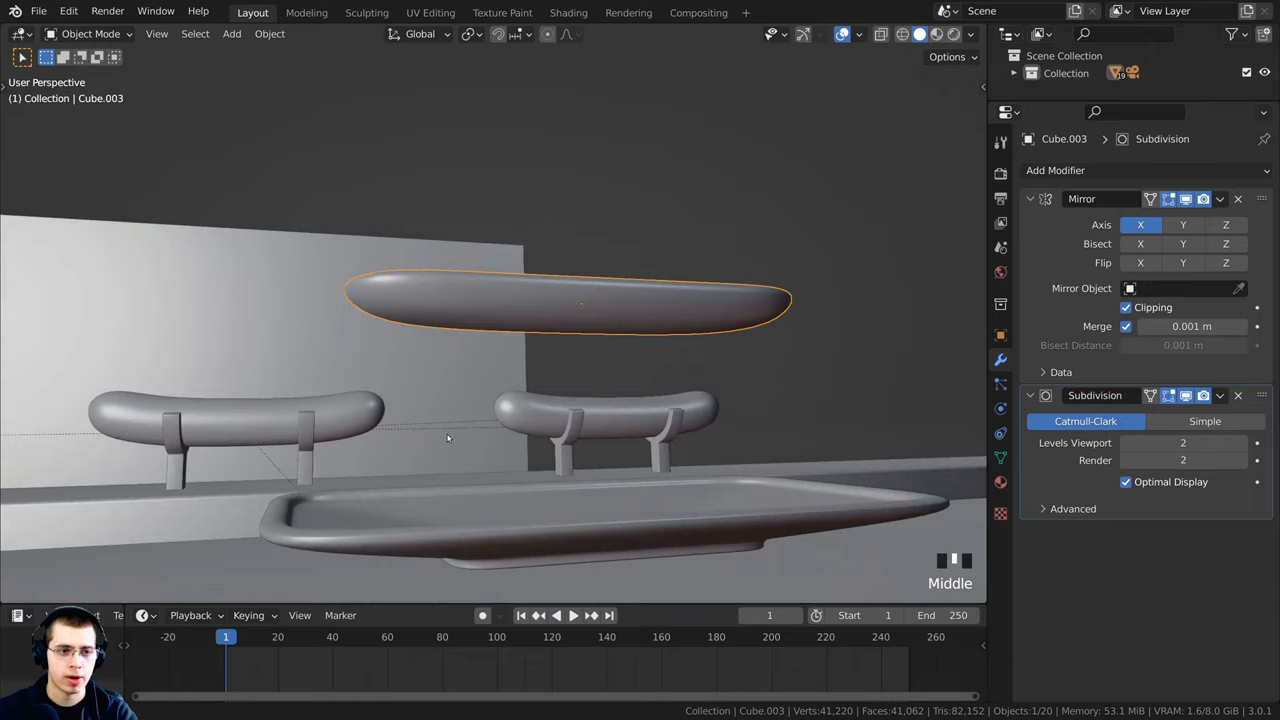 File Edit Render Window Help Layout Modeling Sculpting UV Editing Texture Paint Shading Rendering Compositing + Scene View Layer
Object Mode View Select Add Object Global
Options
User Perspective
(1) Collection | Cube.003
Scene Collection
Collection 19
Cube.003 > Subdivision
Add Modifier
Mirror
Axis X Y Z
Bisect X Y Z
Flip X Y Z
Mirror Object
Clipping
Merge 0.001 m
Bisect Distance 0.001 m
Data
Subdivision
Catmull-Clark Simple
Levels Viewport 2
Render 2
Optimal Display
Advanced
Middle
Playback Keying View Marker 1 Start 1 End 250
-20 1 20 40 60 80 100 120 140 160 180 200 220 240 260
Collection | Cube.003 | Verts:41,220 | Faces:41,062 | Tris:82,152 | Objects:1/20 | Memory: 53.1 MiB | VRAM: 1.6/8.0 GiB | 3.0.1